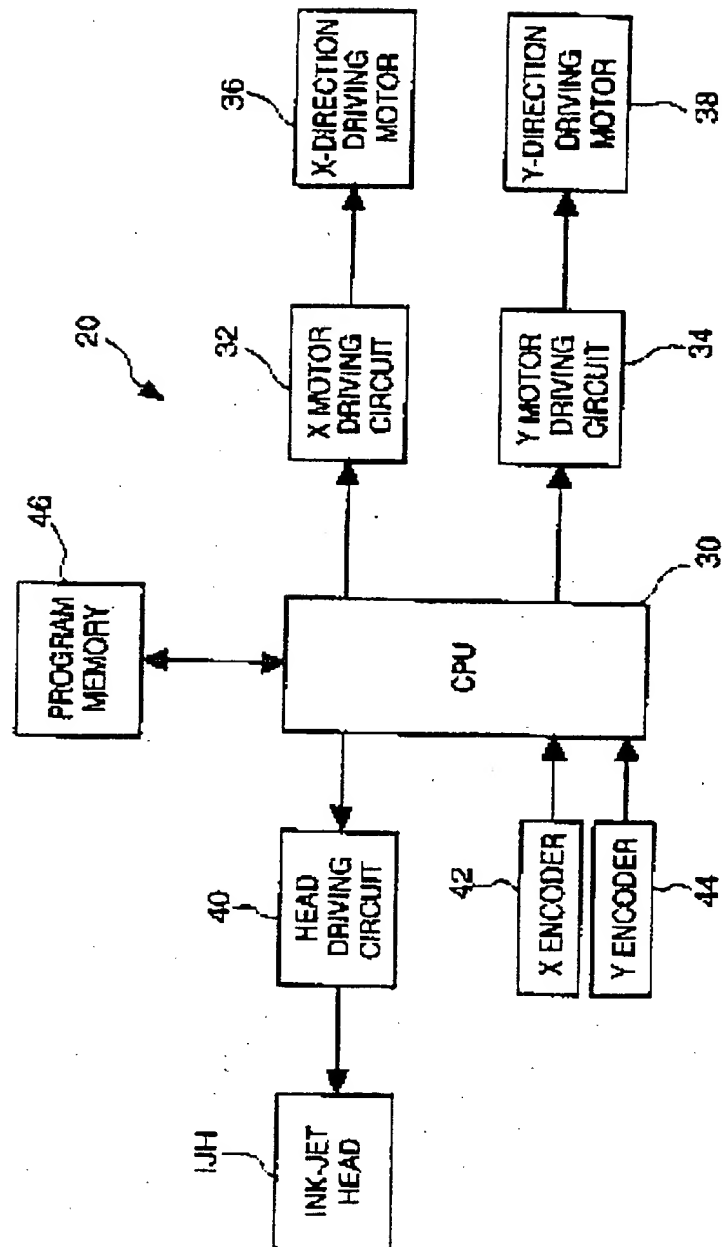 20
46
PROGRAM
MEMORY
IJH
INK-JET
HEAD
40
HEAD
DRIVING
CIRCUIT
32
X MOTOR
DRIVING
CIRCUIT
36
X-DIRECTION
DRIVING
MOTOR
CPU
30
42
X ENCODER
Y ENCODER
44
Y MOTOR
DRIVING
CIRCUIT
34
Y-DIRECTION
DRIVING
MOTOR
38